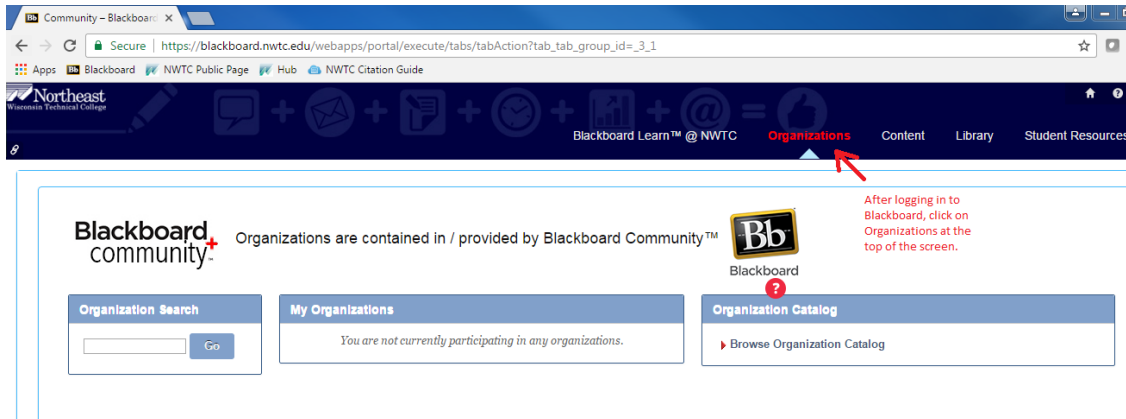 Community – Blackboard
Secure | https://blackboard.nwtc.edu/webapps/portal/execute/tabs/tabAction?tab_tab_group_id=_3_1
Apps Bb Blackboard NWTC Public Page Hub NWTC Citation Guide
Northeast
Wisconsin Technical College
Blackboard Learn™ @ NWTC Organizations Content Library Student Resources
After logging in to
Blackboard, click on
Organizations at the
top of the screen.
Blackboard
community
Organizations are contained in / provided by Blackboard Community™
Bb
Blackboard
?
Organization Search
Go
My Organizations
You are not currently participating in any organizations.
Organization Catalog
Browse Organization Catalog